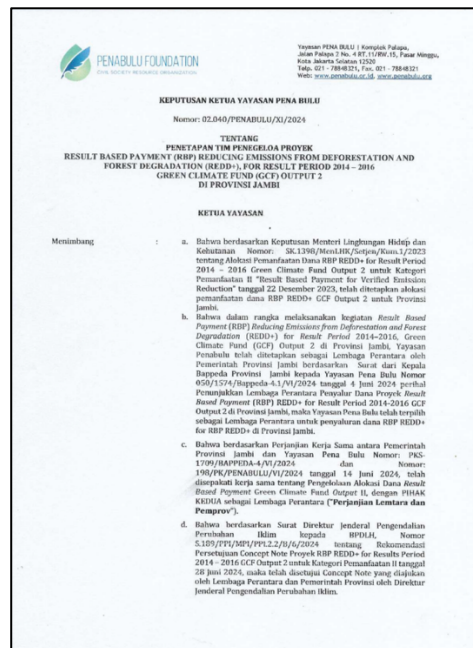 PENABULU FOUNDATION
CIVIL SOCIETY RESOURCE ORGANIZATION
Yayasan PENA BULU | Komplek Palapa,
Jalan Palapa 2 No. 4 RT.11/RW.15, Pasar Minggu,
Kota Jakarta Selatan 12520
Telp. 021 - 78848321, Fax. 021 - 78848321
Web: www.penabulu.or.id, www.penabulu.org
KEPUTUSAN KETUA YAYASAN PENA BULU
Nomor: 02.040/PENABULU/XI/2024
TENTANG
PENETAPAN TIM PENEGELOA PROYEK
RESULT BASED PAYMENT (RBP) REDUCING EMISSIONS FROM DEFORESTATION AND
FOREST DEGRADATION (REDD+), FOR RESULT PERIOD 2014 – 2016
GREEN CLIMATE FUND (GCF) OUTPUT 2
DI PROVINSI JAMBI
KETUA YAYASAN
Menimbang : a. Bahwa berdasarkan Keputusan Menteri Lingkungan Hidup dan
Kehutanan Nomor: SK.1398/MenLHK/Setjen/Kum.1/2023
tentang Alokasi Pemanfaatan Dana RBP REDD+ for Result Period
2014 – 2016 Green Climate Fund Output 2 untuk Kategori
Pemanfaatan II "Result Based Payment for Verified Emission
Reduction" tanggal 22 Desember 2023, telah ditetapkan alokasi
pemanfaatan dana RBP REDD+ GCF Output 2 untuk Provinsi
Jambi.
b. Bahwa dalam rangka melaksanakan kegiatan Result Based
Payment (RBP) Reducing Emissions from Deforestation and Forest
Degradation (REDD+) for Result Period 2014–2016, Green
Climate Fund (GCF) Output 2 di Provinsi Jambi, Yayasan
Penabulu telah ditetapkan sebagai Lembaga Perantara oleh
Pemerintah Provinsi Jambi berdasarkan Surat dari Kepala
Bappeda Provinsi Jambi kepada Yayasan Pena Bulu Nomor
050/1574/Bappeda-4.1/VI/2024 tanggal 4 Juni 2024 perihal
Penunjukkan Lembaga Perantara Penyalur Dana Proyek Result
Based Payment (RBP) REDD+ for Result Period 2014-2016 GCF
Output 2 di Provinsi Jambi, maka Yayasan Pena Bulu telah terpilih
sebagai Lembaga Perantara untuk penyaluran dana RBP REDD+
for RBP REDD+ di Provinsi Jambi.
c. Bahwa berdasarkan Perjanjian Kerja Sama antara Pemerintah
Provinsi Jambi dan Yayasan Pena Bulu Nomor: PKS-
1709/BAPPEDA-4/VI/2024 dan Nomar:
198/PK/PENABULU/VI/2024 tanggal 14 Juni 2024, telah
disepakati kerja sama tentang Pengelolaan Alokasi Dana Result
Based Payment Green Climate Fund Output II, dengan PIHAK
KEDUA sebagai Lembaga Perantara ("Perjanjian Lemtara dan
Pemprov").
d. Bahwa berdasarkan Surat Direktur Jenderal Pengendalian
Perubahan Iklim kepada BPDLH, Nomor
S.189/PPI/MPI/PPI.2.2/B/6/2024 tentang Rekomendasi
Persetujuan Concept Note Proyek RBP REDD+ for Results Period
2014 – 2016 GCF Output 2 untuk Kategori Pemanfaatan II tanggal
28 Juni 2024, maka telah disetujui Concept Note yang diajukan
oleh Lembaga Perantara dan Pemerintah Provinsi oleh Direktur
Jenderal Pengendalian Perubahan Iklim.